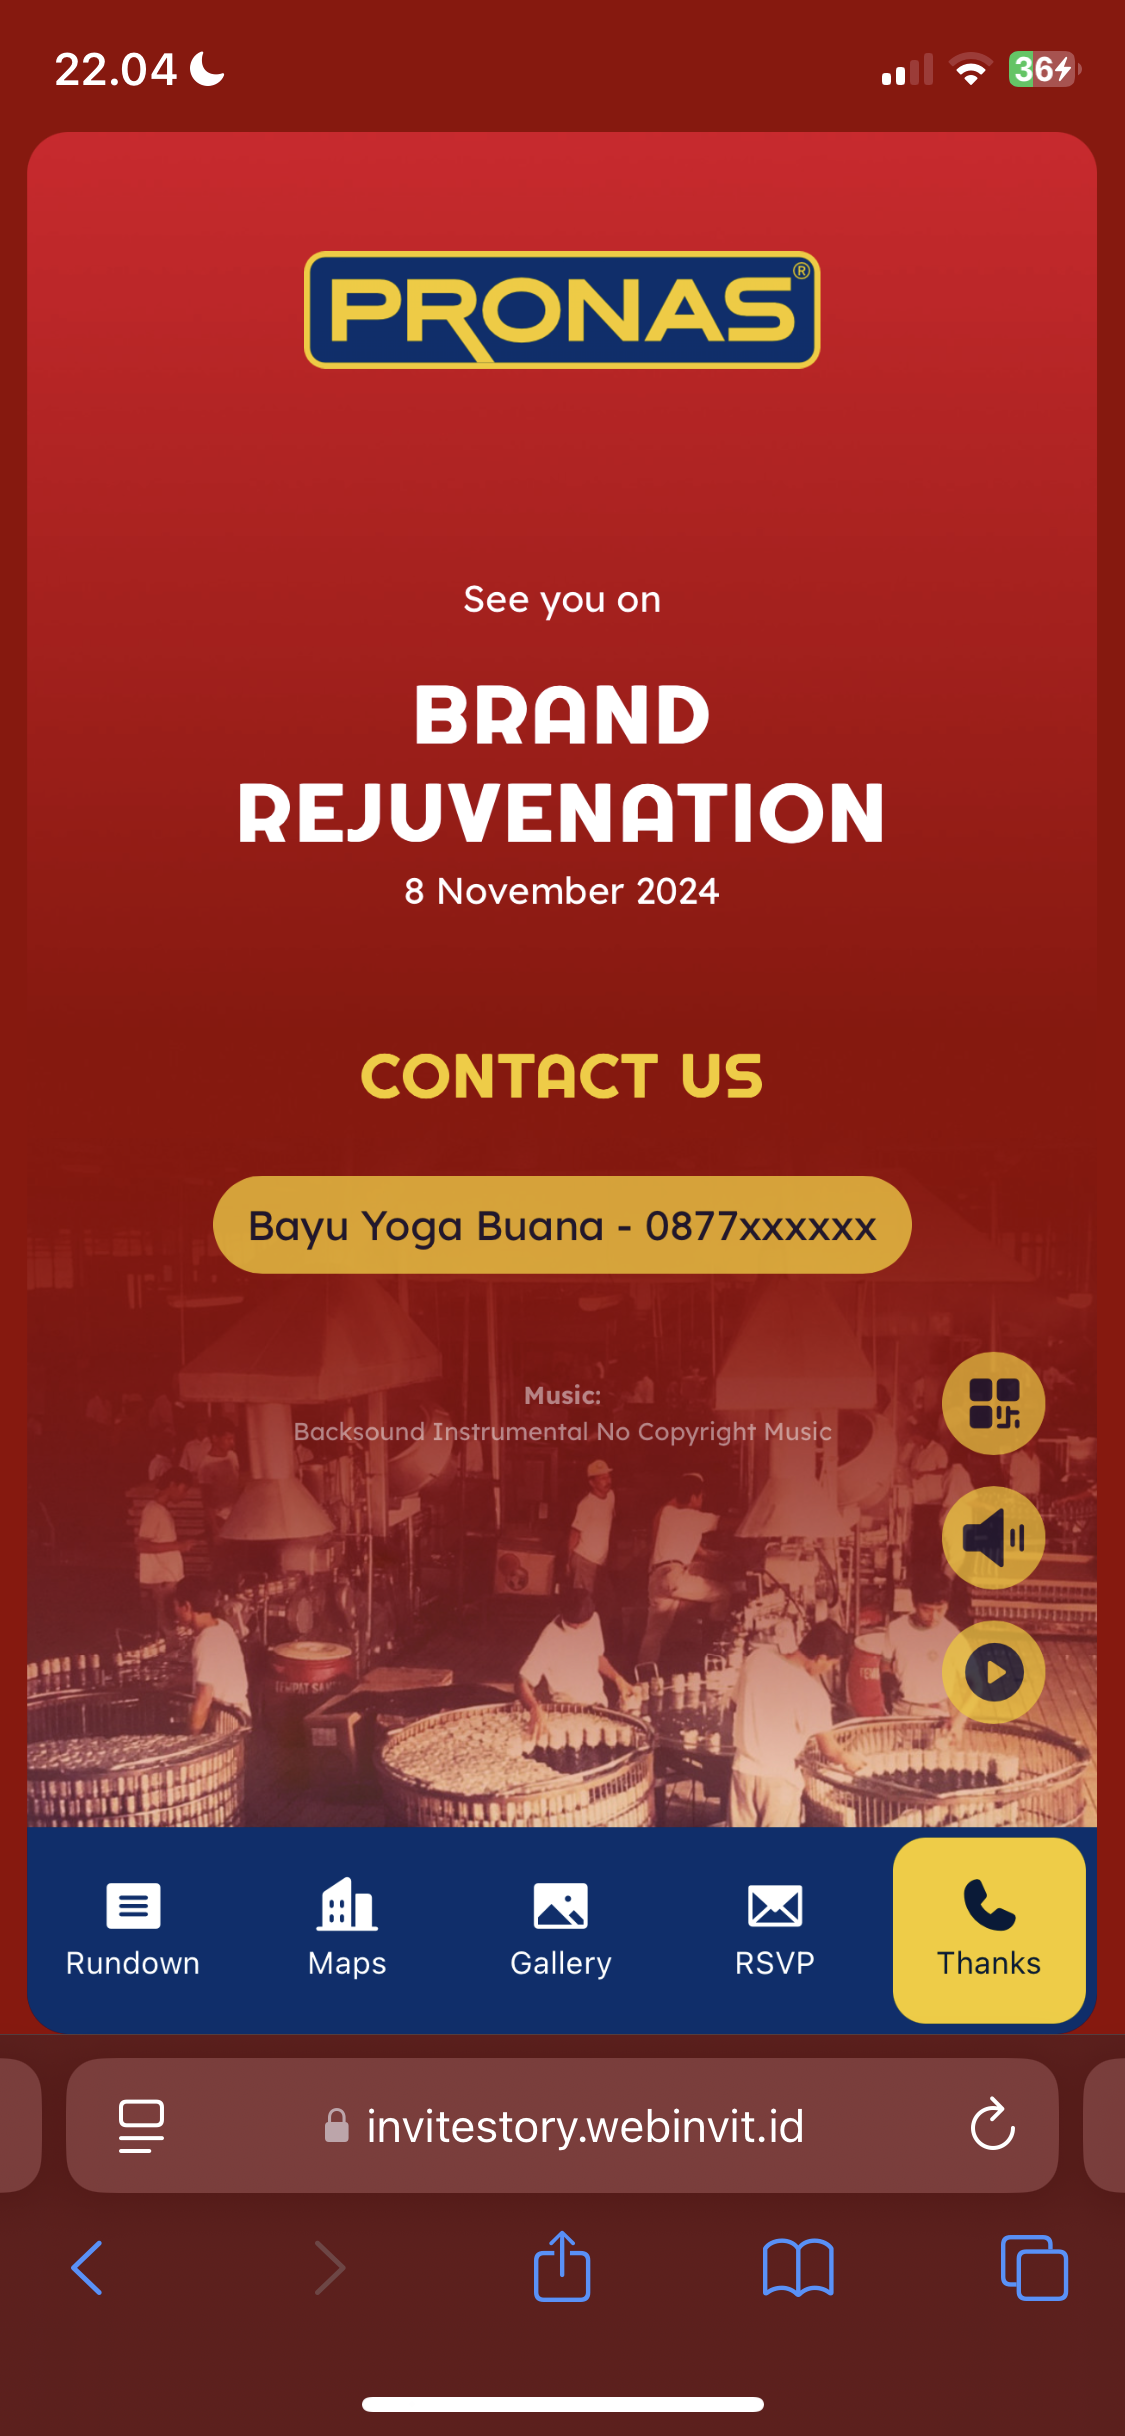 22.04
36
PRONAS®
See you on
BRAND
REJUVENATION
8 November 2024
CONTACT US
Bayu Yoga Buana - 0877xxxxxx
Music:
Backsound Instrumental No Copyright Music
Rundown
Maps
Gallery
RSVP
Thanks
invitestory.webinvit.id